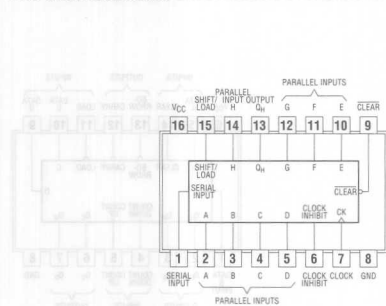 PARALLEL INPUTS
PARALLEL
SHIFT/ INPUT OUTPUT
VCC LOAD H QH G F E CLEAR
16 15 14 13 12 11 10 9
SHIFT/ H QH G F E
LOAD
SERIAL
INPUT
CLEAR
CLOCK
A B C D INHIBIT CK
1 2 3 4 5 6 7 8
SERIAL A B C D CLOCK CLOCK GND
INPUT INHIBIT
PARALLEL INPUTS